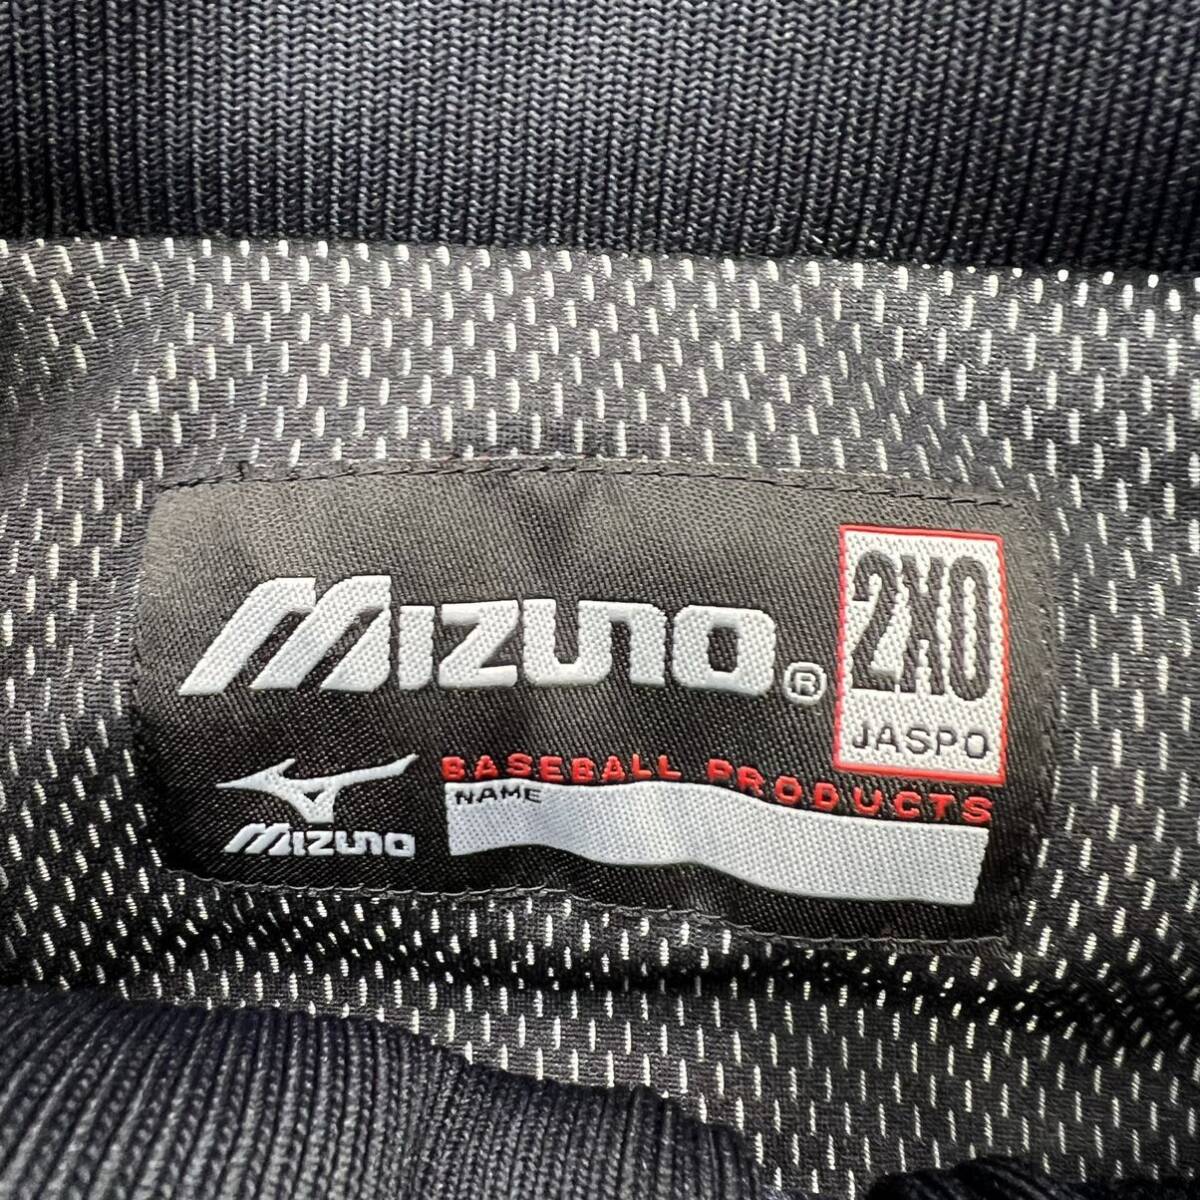 MIZUNO®
2XO
JASPO
BASEBALL PRODUCTS
NAME
MIZUNO